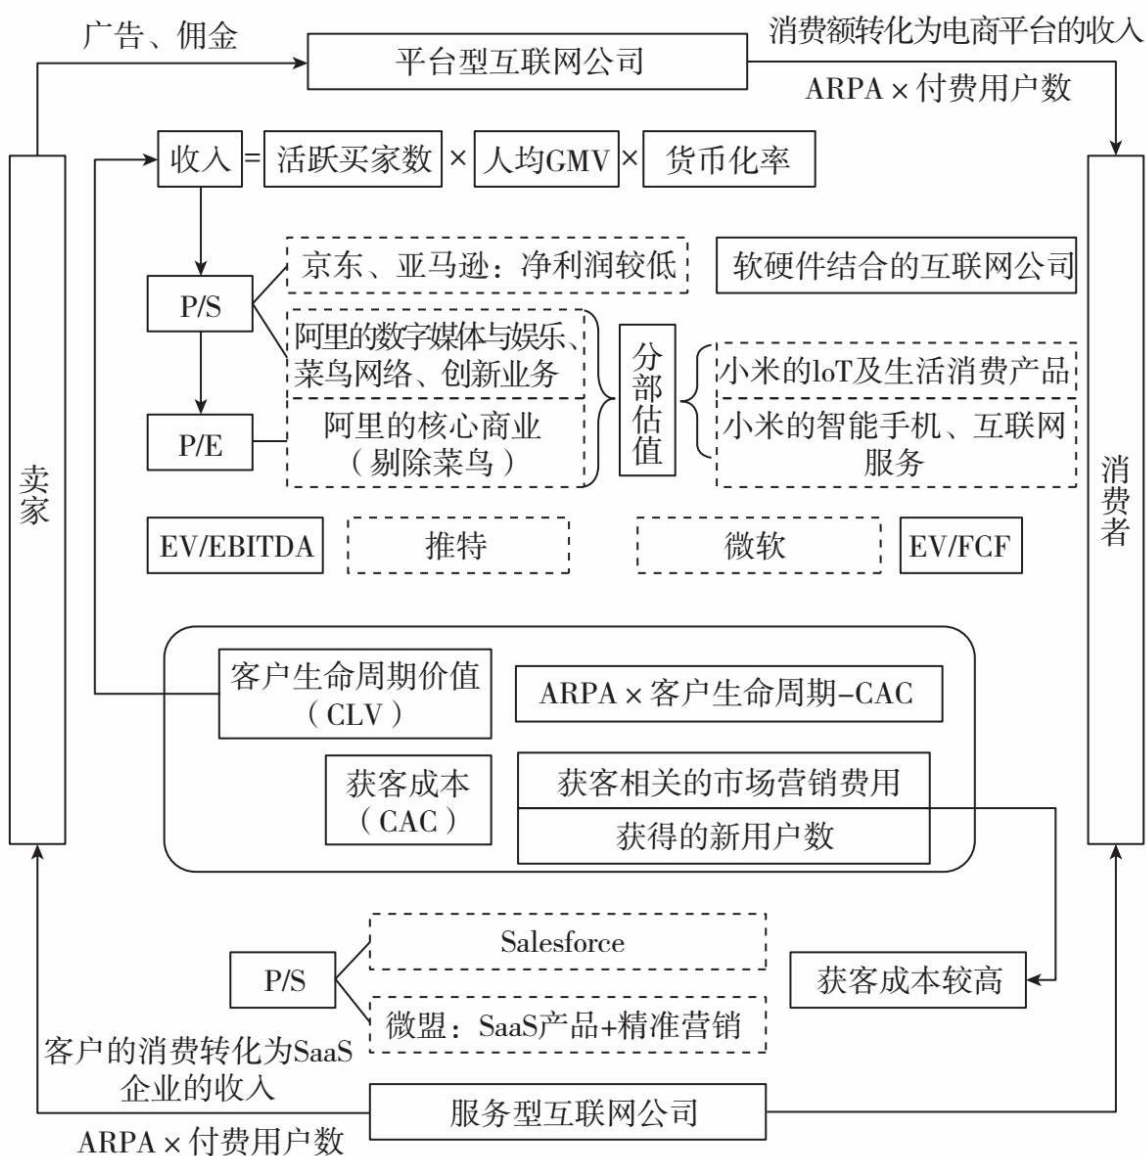 广告、佣金
平台型互联网公司
消费额转化为电商平台的收入
ARPA×付费用户数
收入=活跃买家数×人均GMV×货币化率
京东、亚马逊：净利润较低
软硬件结合的互联网公司
P/S
阿里的数字媒体与娱乐、
菜鸟网络、创新业务
分部估值
小米的loT及生活消费产品
P/E
阿里的核心商业
（剔除菜鸟）
小米的智能手机、互联网
服务
卖家
消费者
EV/EBITDA
推特
微软
EV/FCF
客户生命周期价值
（CLV）
ARPA×客户生命周期-CAC
获客成本
（CAC）
获客相关的市场营销费用
获得的新用户数
P/S
Salesforce
获客成本较高
微盟：SaaS产品+精准营销
客户的消费转化为SaaS
企业的收入
服务型互联网公司
ARPA×付费用户数